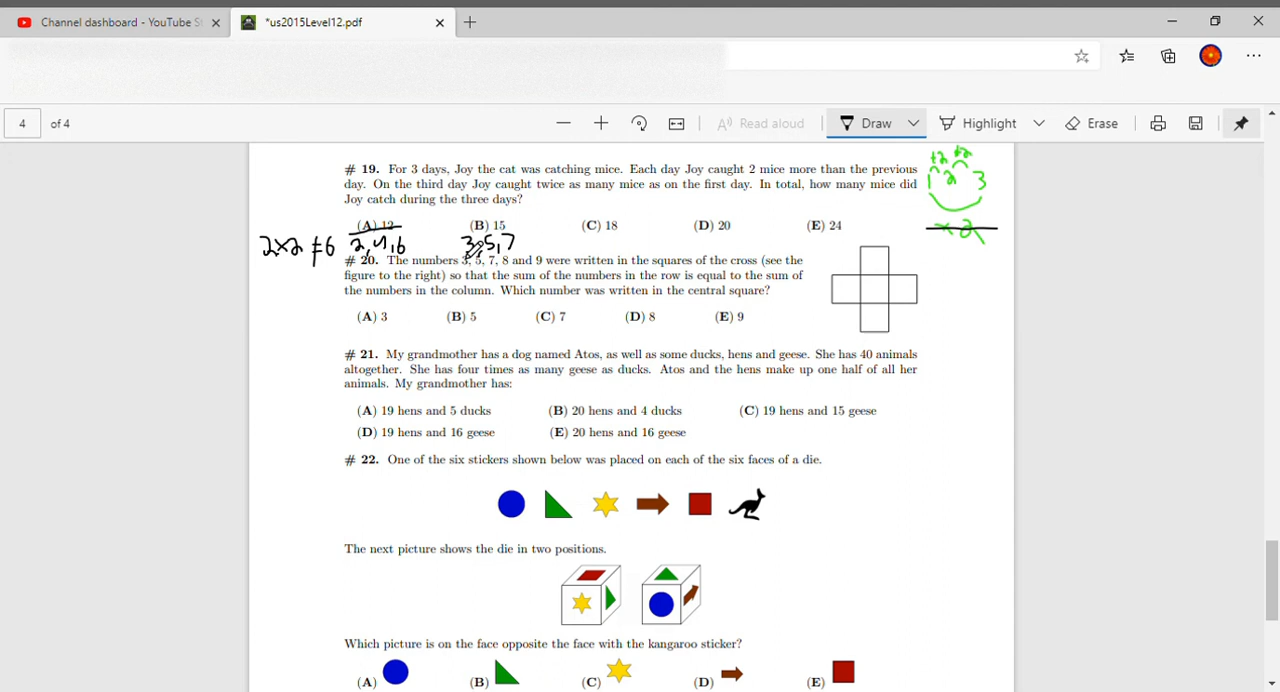 Channel dashboard - YouTube S
*us2015Level12.pdf
4 of 4
Read aloud
Draw
Highlight
Erase
# 19. For 3 days, Joy the cat was catching mice. Each day Joy caught 2 mice more than the previous
day. On the third day Joy caught twice as many mice as on the first day. In total, how many mice did
Joy catch during the three days?
+2 +2
1 2 3
×2
(A) 12 (B) 15 (C) 18 (D) 20 (E) 24
2×2 ≠6 2,4,6 3,5,7
# 20. The numbers 3, 5, 7, 8 and 9 were written in the squares of the cross (see the
figure to the right) so that the sum of the numbers in the row is equal to the sum of
the numbers in the column. Which number was written in the central square?
(A) 3 (B) 5 (C) 7 (D) 8 (E) 9
# 21. My grandmother has a dog named Atos, as well as some ducks, hens and geese. She has 40 animals
altogether. She has four times as many geese as ducks. Atos and the hens make up one half of all her
animals. My grandmother has:
(A) 19 hens and 5 ducks (B) 20 hens and 4 ducks (C) 19 hens and 15 geese
(D) 19 hens and 16 geese (E) 20 hens and 16 geese
# 22. One of the six stickers shown below was placed on each of the six faces of a die.
The next picture shows the die in two positions.
Which picture is on the face opposite the face with the kangaroo sticker?
(A) (B) (C) (D) (E)